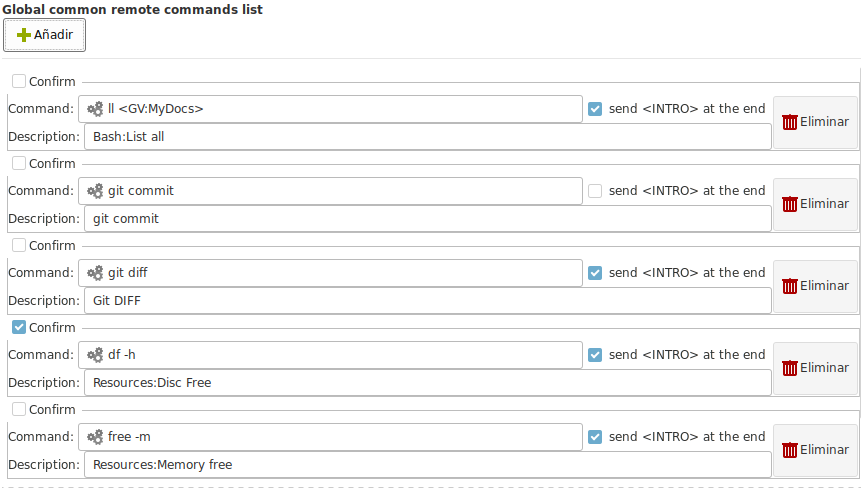 Global common remote commands list
Añadir
Confirm
Command: ll <GV:MyDocs> send <INTRO> at the end Eliminar
Description: Bash:List all
Confirm
Command: git commit send <INTRO> at the end Eliminar
Description: git commit
Confirm
Command: git diff send <INTRO> at the end Eliminar
Description: Git DIFF
Confirm
Command: df -h send <INTRO> at the end Eliminar
Description: Resources:Disc Free
Confirm
Command: free -m send <INTRO> at the end Eliminar
Description: Resources:Memory free